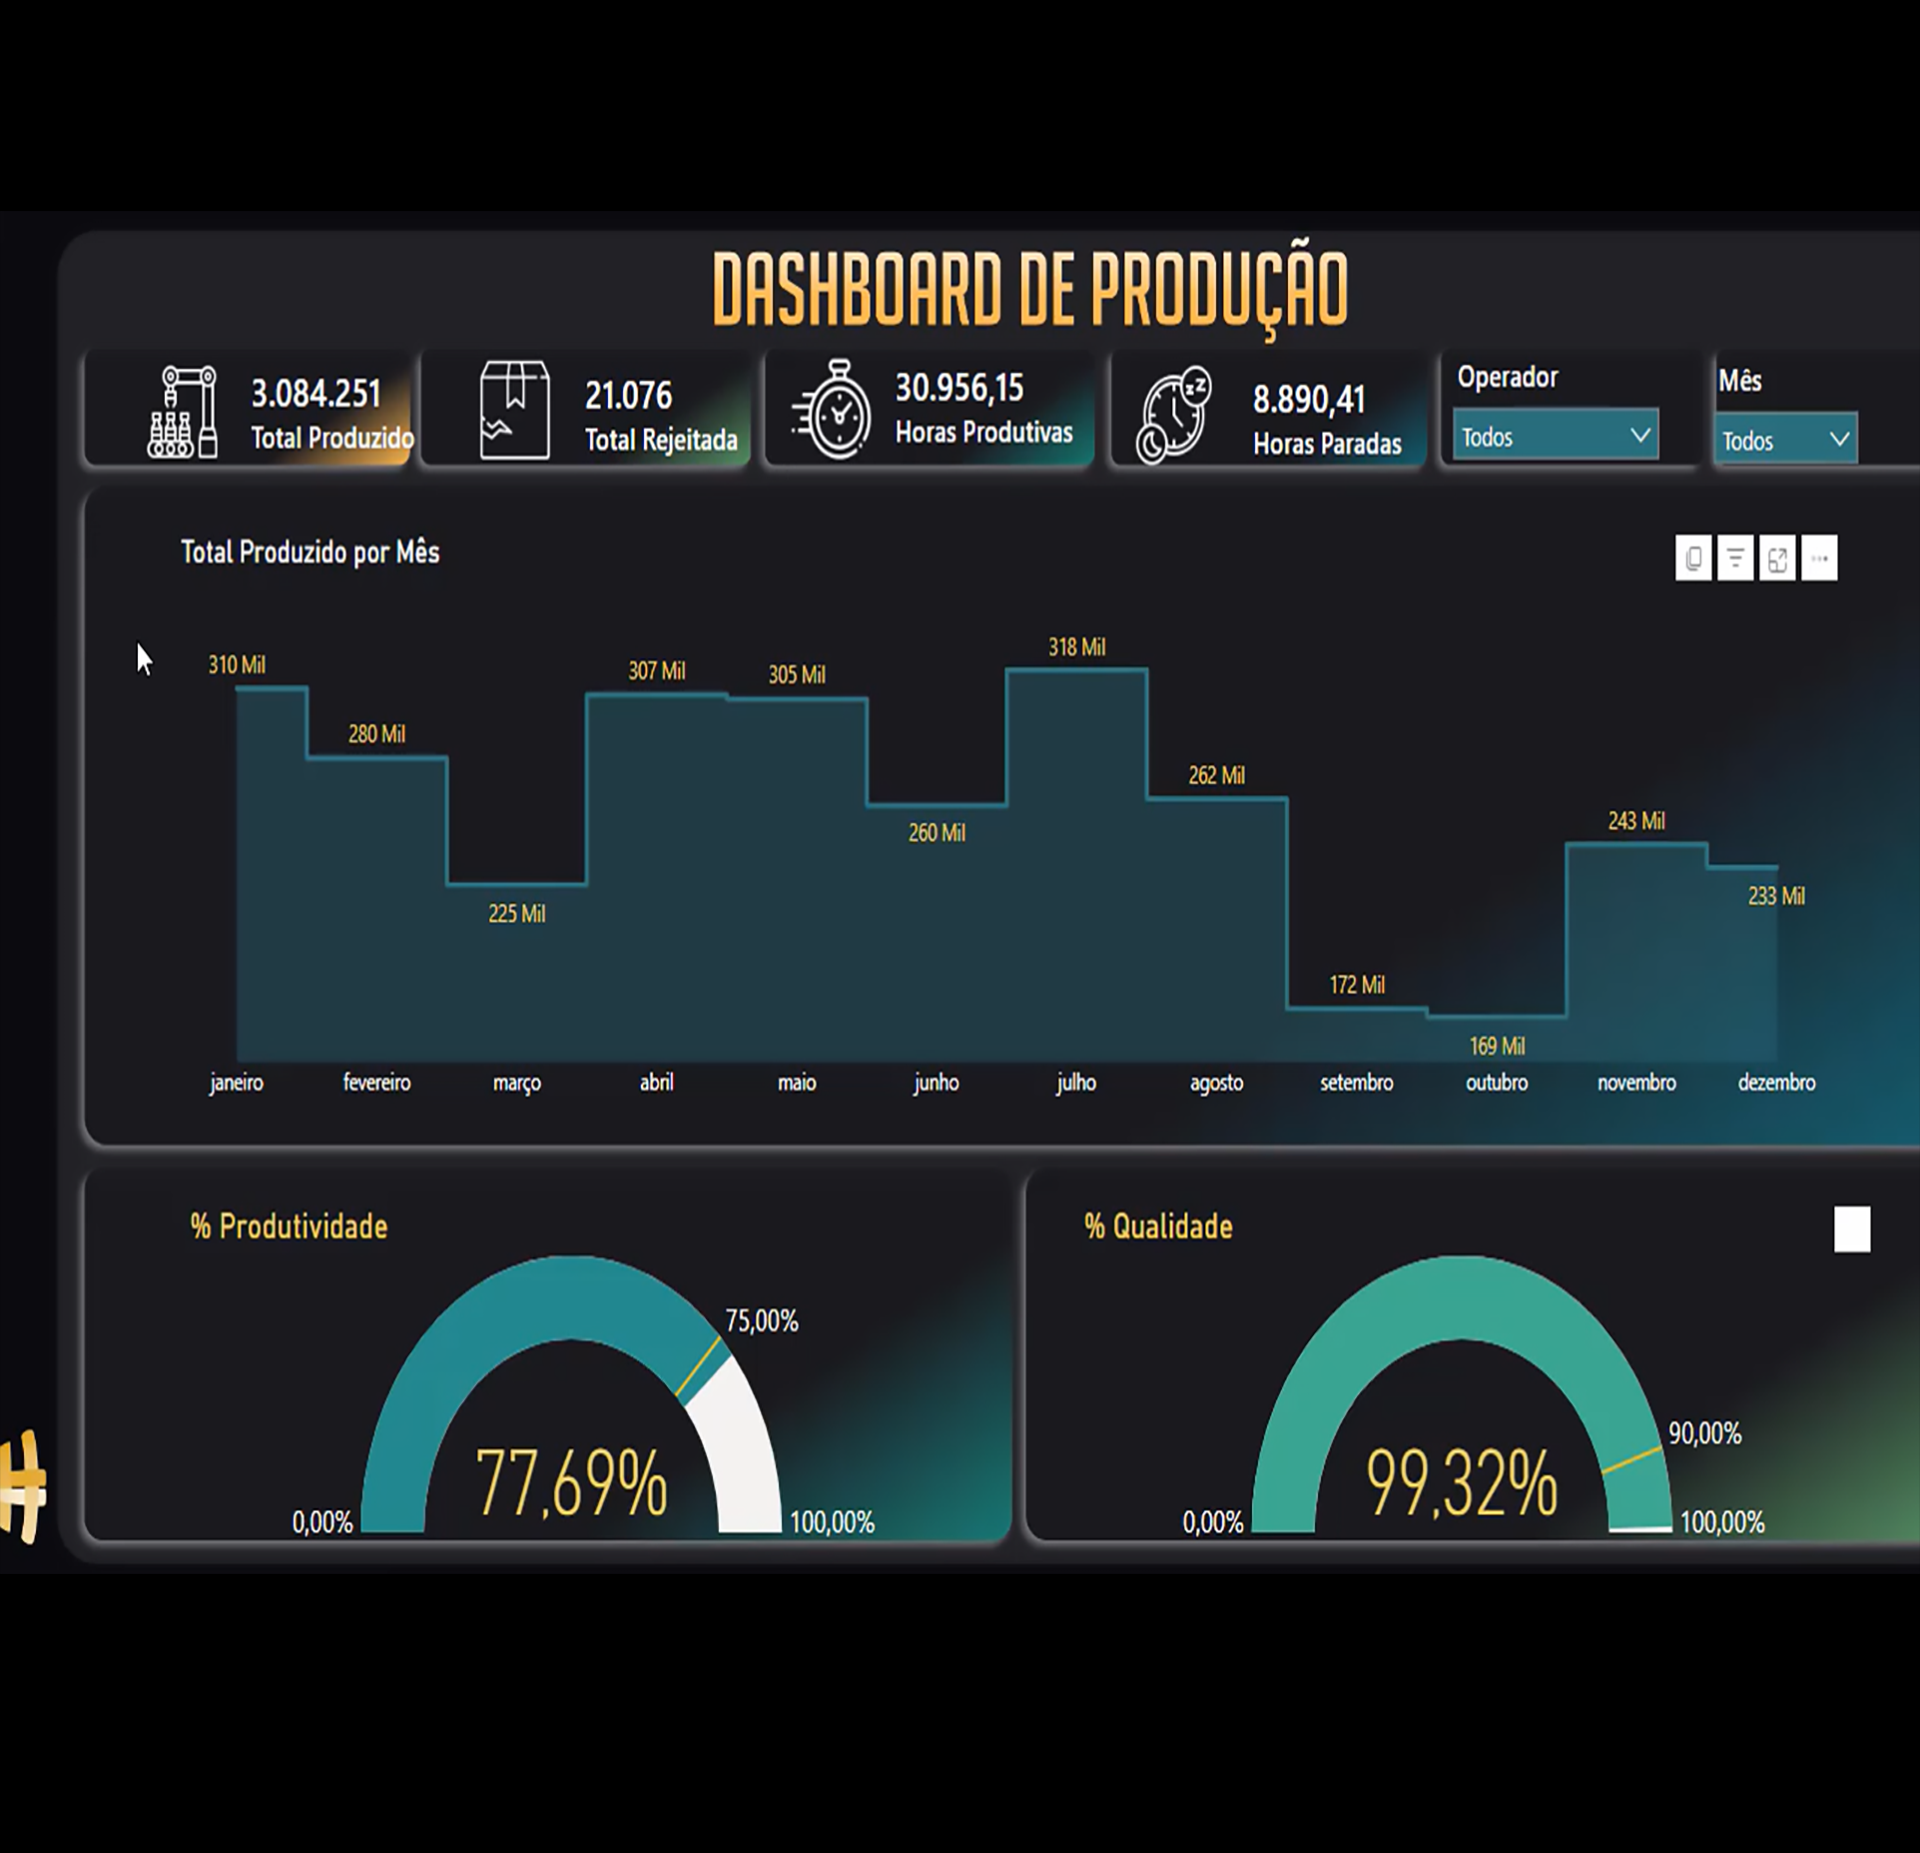 DASHBOARD DE PRODUÇÃO
3.084.251
Total Produzido
21.076
Total Rejeitada
30.956,15
Horas Produtivas
8.890,41
Horas Paradas
Operador
Todos
Mês
Todos
Total Produzido por Mês
310 Mil
280 Mil
225 Mil
307 Mil
305 Mil
260 Mil
318 Mil
262 Mil
172 Mil
169 Mil
243 Mil
233 Mil
janeiro fevereiro março abril maio junho julho agosto setembro outubro novembro dezembro
% Produtividade
75,00%
77,69%
0,00%
100,00%
% Qualidade
90,00%
99,32%
0,00%
100,00%